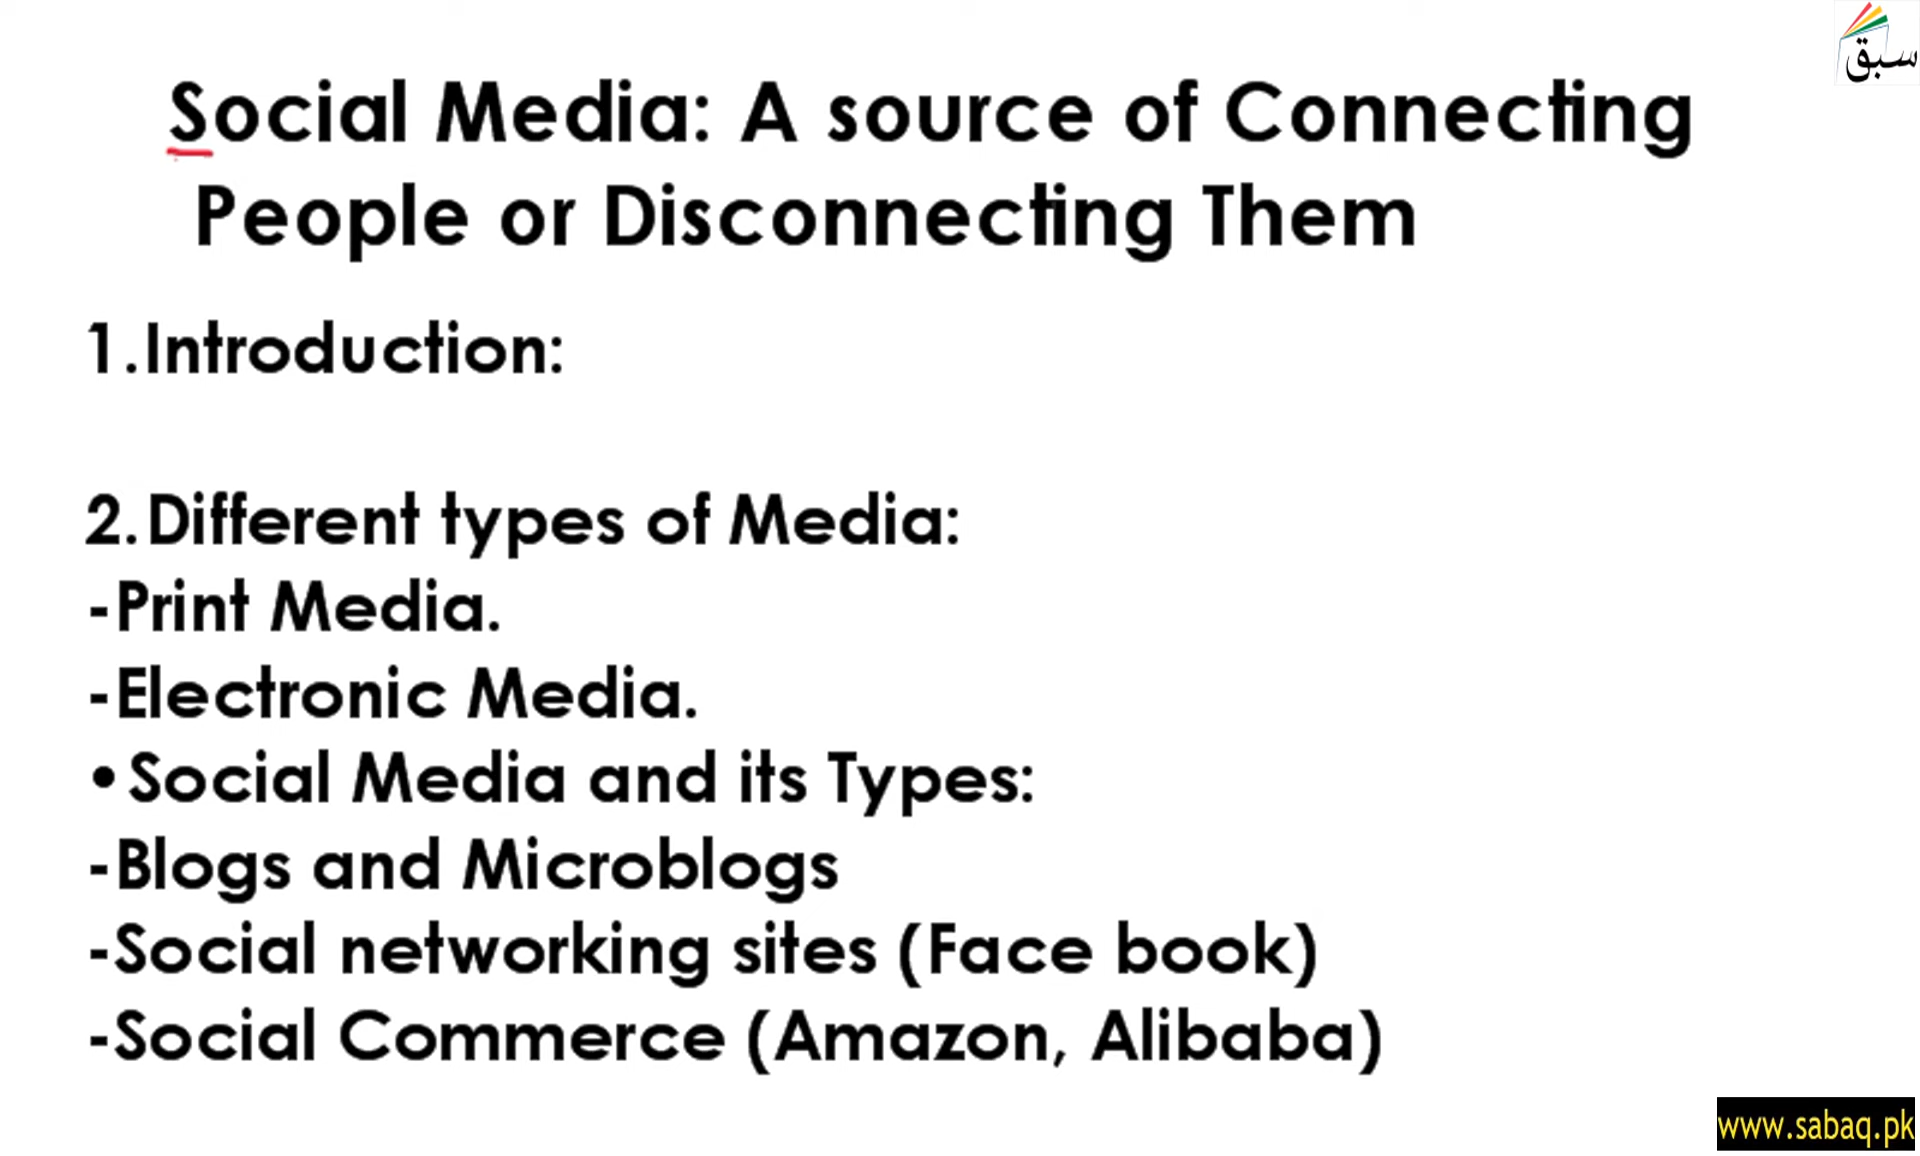 سبق
Social Media: A source of Connecting
People or Disconnecting Them
1.Introduction:
2.Different types of Media:
-Print Media.
-Electronic Media.
•Social Media and its Types:
-Blogs and Microblogs
-Social networking sites (Face book)
-Social Commerce (Amazon, Alibaba)
www.sabaq.pk